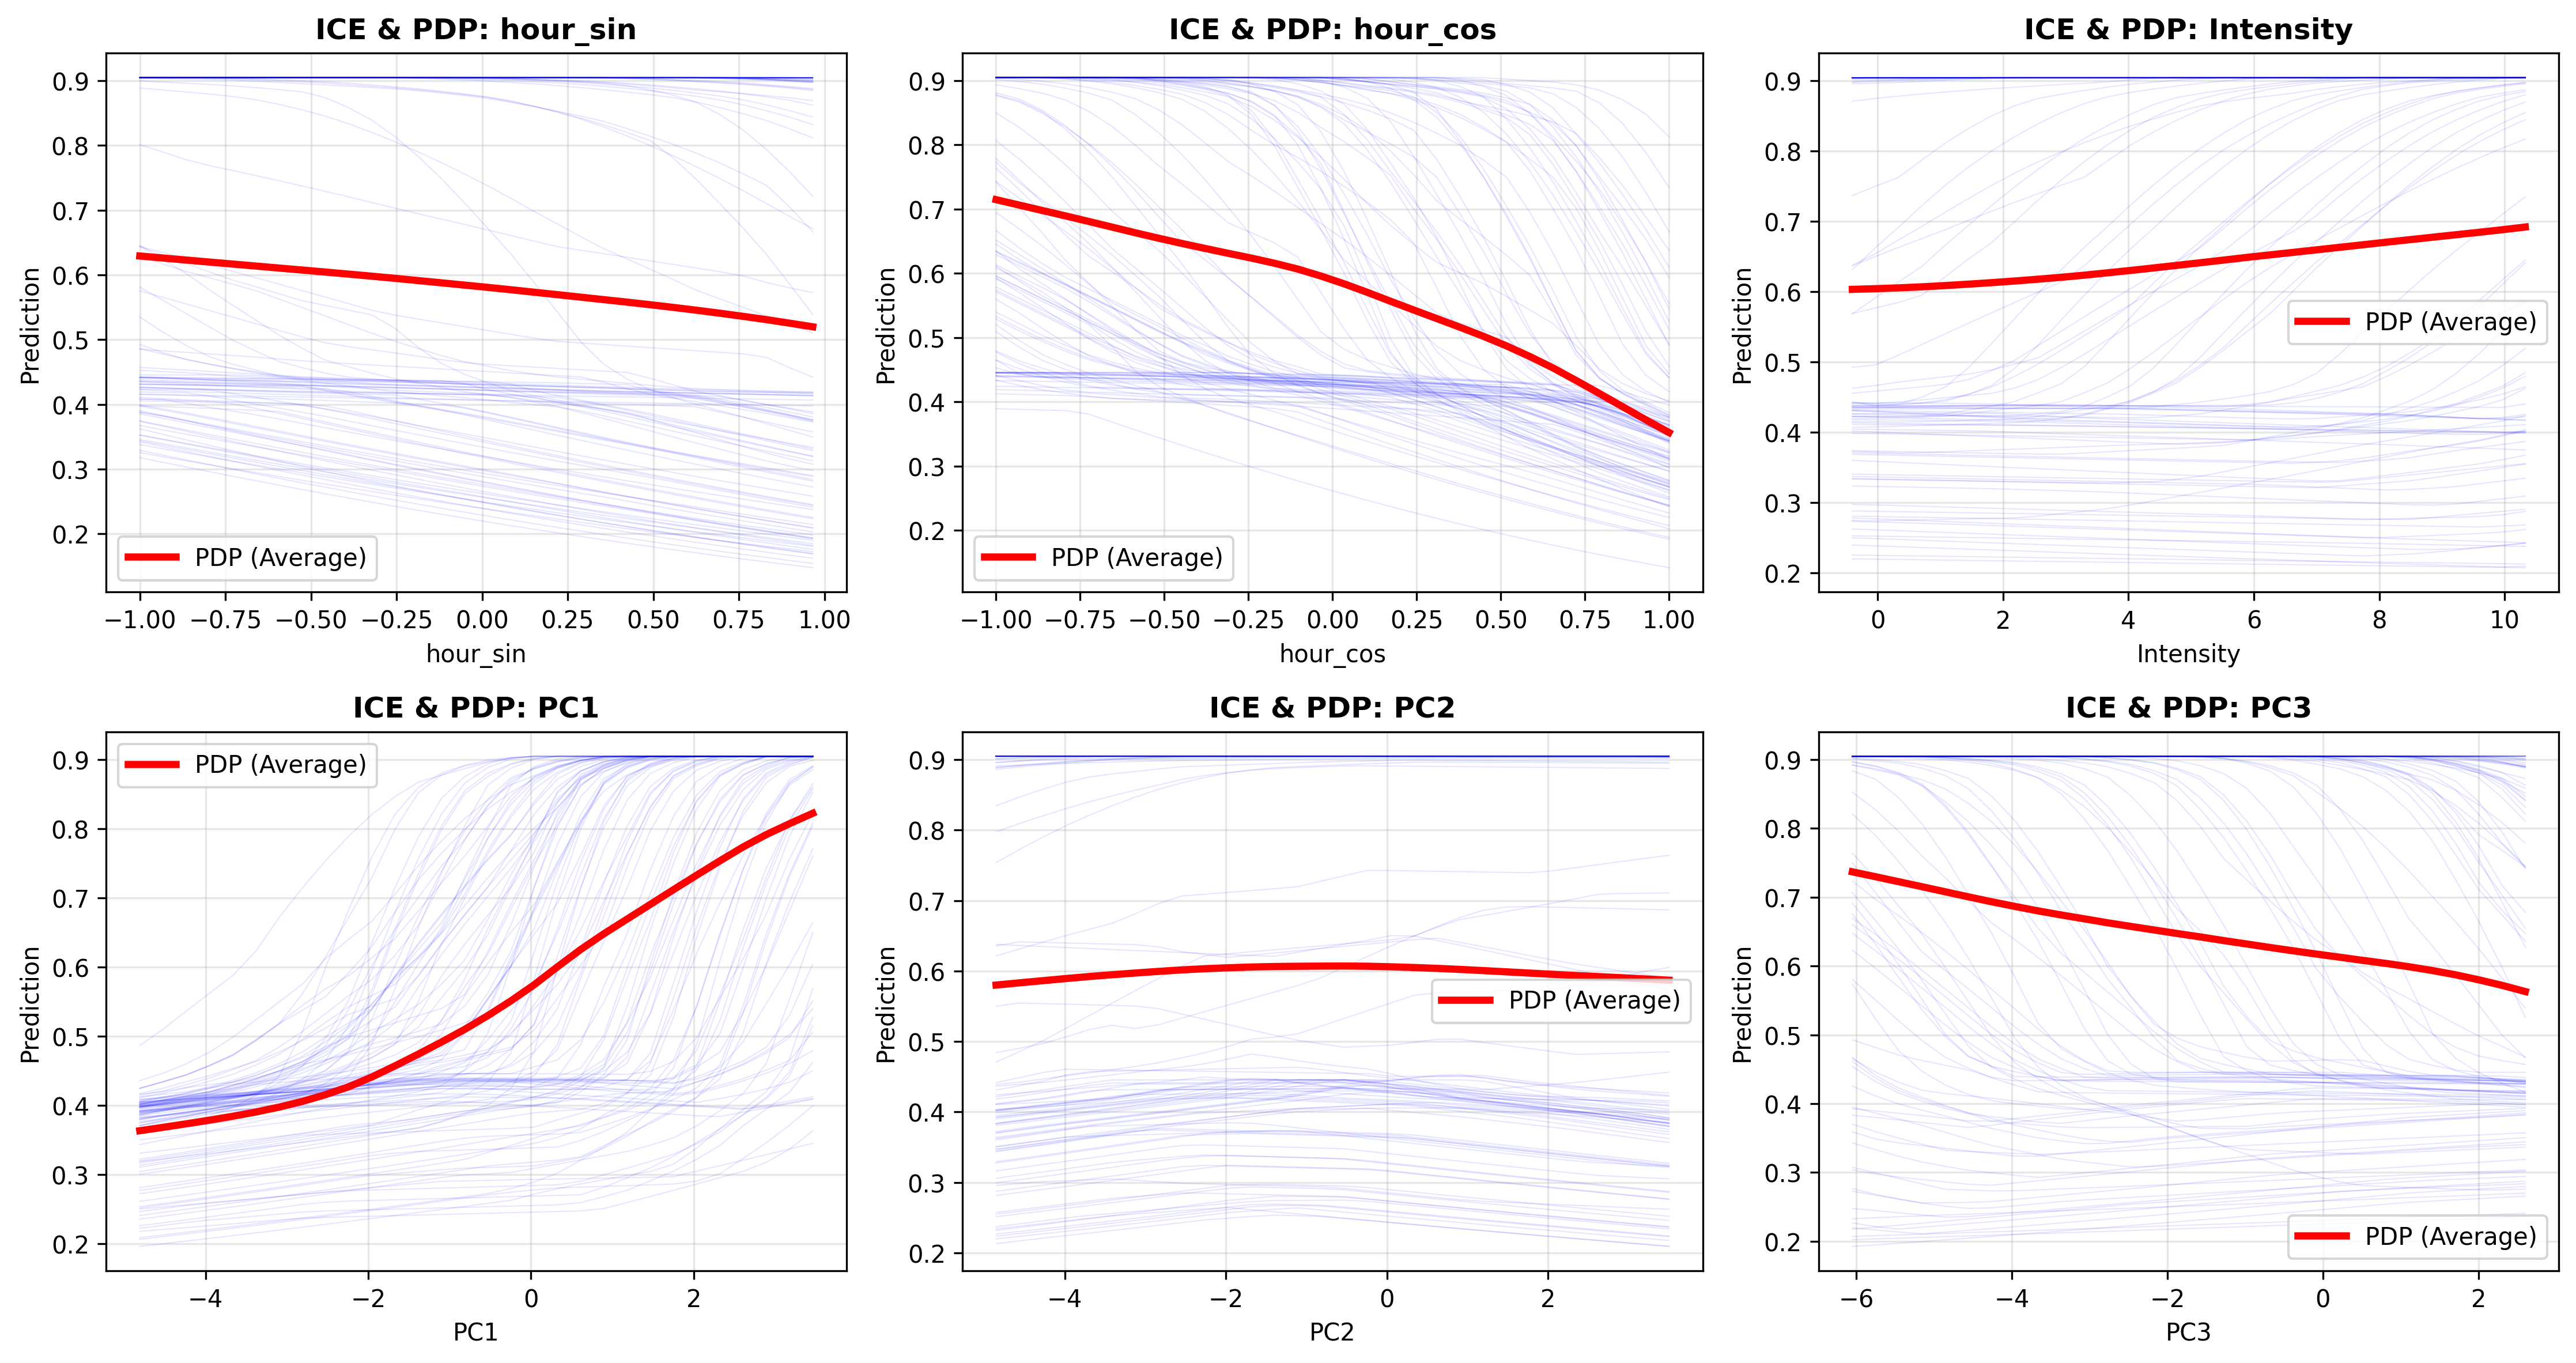 ICE & PDP: hour_sin
Prediction
0.9
0.8
0.7
0.6
0.5
0.4
0.3
0.2
PDP (Average)
−1.00 −0.75 −0.50 −0.25 0.00 0.25 0.50 0.75 1.00
hour_sin
ICE & PDP: hour_cos
Prediction
0.9
0.8
0.7
0.6
0.5
0.4
0.3
0.2
PDP (Average)
−1.00 −0.75 −0.50 −0.25 0.00 0.25 0.50 0.75 1.00
hour_cos
ICE & PDP: Intensity
Prediction
0.9
0.8
0.7
0.6
0.5
0.4
0.3
0.2
PDP (Average)
0 2 4 6 8 10
Intensity
ICE & PDP: PC1
Prediction
0.9
0.8
0.7
0.6
0.5
0.4
0.3
0.2
PDP (Average)
−4 −2 0 2
PC1
ICE & PDP: PC2
Prediction
0.9
0.8
0.7
0.6
0.5
0.4
0.3
0.2
PDP (Average)
−4 −2 0 2
PC2
ICE & PDP: PC3
Prediction
0.9
0.8
0.7
0.6
0.5
0.4
0.3
0.2
PDP (Average)
−6 −4 −2 0 2
PC3